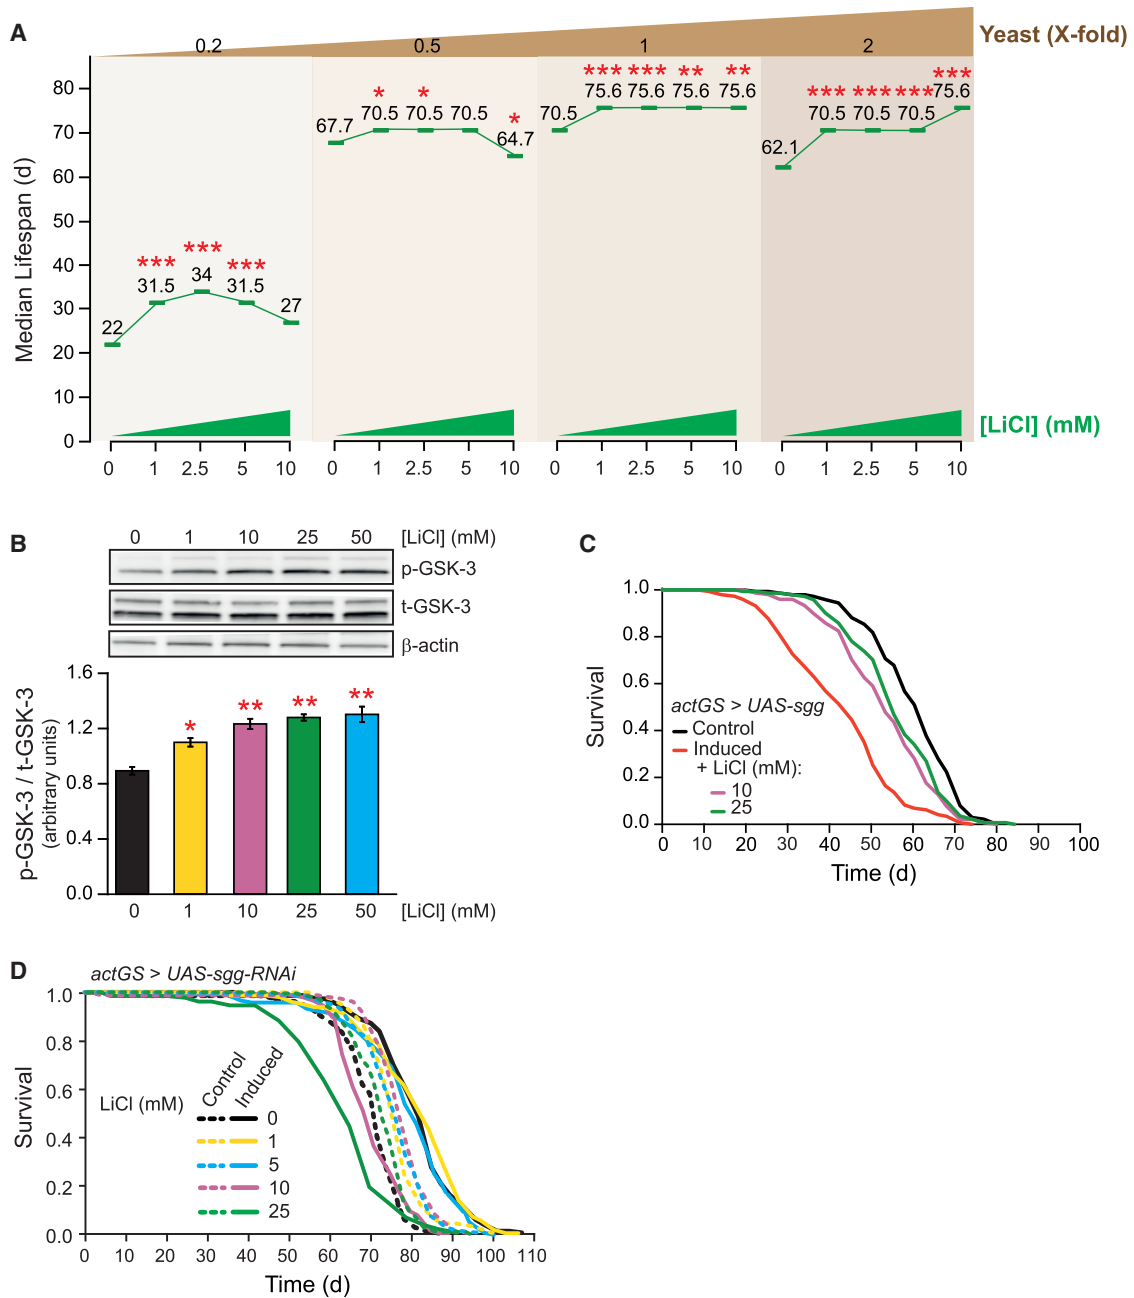 A
Yeast (X-fold)
0.2 0.5 1 2
Median Lifespan (d)
80
70
60
50
40
30
20
10
0
22 31.5 34 31.5 27
*** *** ***
67.7 70.5 70.5 70.5 64.7
* * *
70.5 75.6 75.6 75.6 75.6
*** *** ** **
62.1 70.5 70.5 70.5 75.6
*** *** *** ***
[LiCl] (mM)
0 1 2.5 5 10 0 1 2.5 5 10 0 1 2.5 5 10 0 1 2.5 5 10
B
0 1 10 25 50 [LiCl] (mM)
p-GSK-3
t-GSK-3
β-actin
p-GSK-3 / t-GSK-3
(arbitrary units)
1.6
1.2
0.8
0.4
0.0
* ** ** **
0 1 10 25 50 [LiCl] (mM)
C
Survival
1.0
0.8
0.6
0.4
0.2
0.0
actGS > UAS-sgg
Control
Induced
+ LiCl (mM):
10
25
0 10 20 30 40 50 60 70 80 90 100
Time (d)
D
actGS > UAS-sgg-RNAi
Survival
1.0
0.8
0.6
0.4
0.2
0.0
Control
Induced
LiCl (mM)
0
1
5
10
25
0 10 20 30 40 50 60 70 80 90 100 110
Time (d)